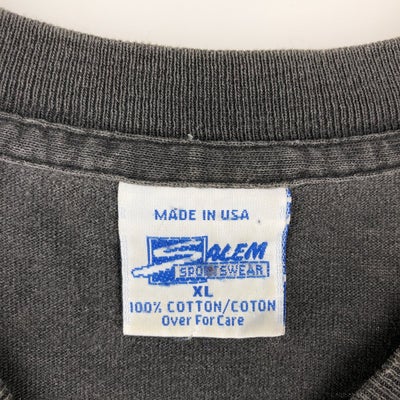 MADE IN USA
SALEM
SPORTSWEAR
XL
100% COTTON/COTON
Over For Care